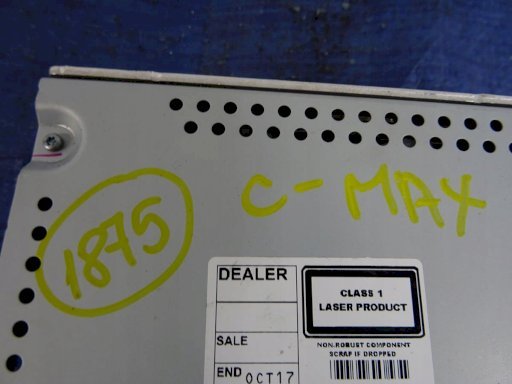 C-MAX
1875
DEALER
SALE
END OCT17
CLASS 1
LASER PRODUCT
NON-ROBUST COMPONENT
SCRAP IF DROPPED